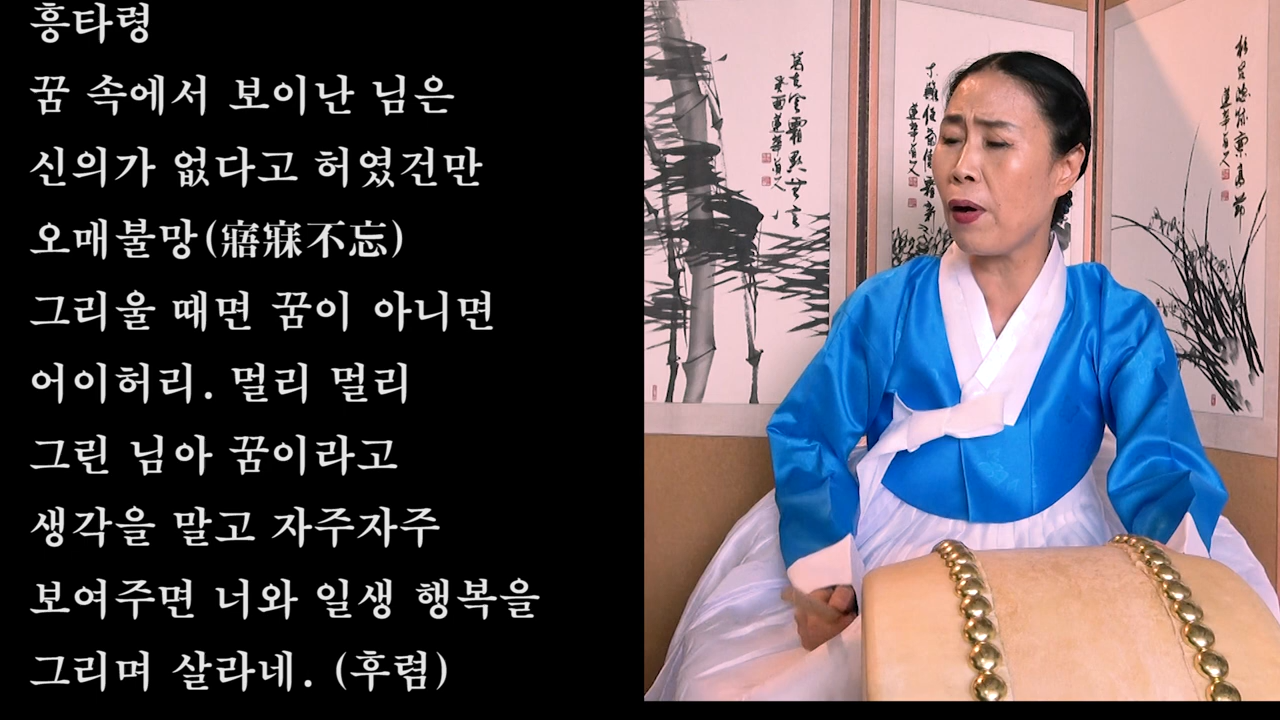 흥타령
꿈 속에서 보이난 님은
신의가 없다고 허였건만
오매불망(寤寐不忘)
그리울 때면 꿈이 아니면
어이허리. 멀리 멀리
그린 님아 꿈이라고
생각을 말고 자주자주
보여주면 너와 일생 행복을
그리며 살라네. (후렴)